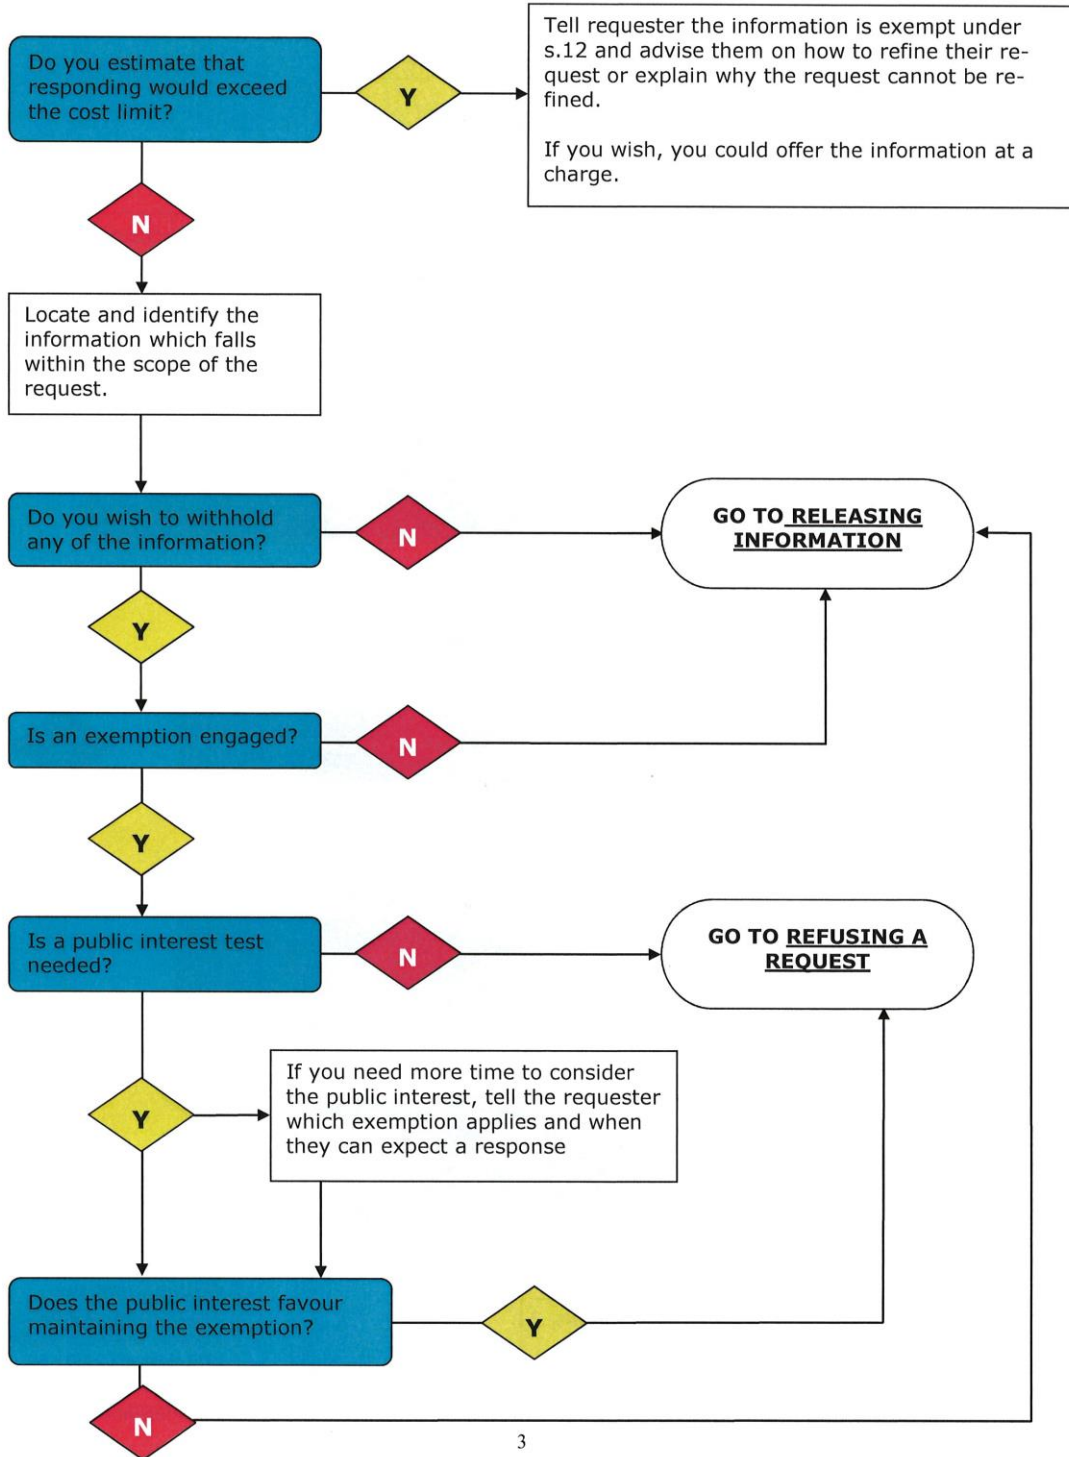 Do you estimate that
responding would exceed
the cost limit?
Y
Tell requester the information is exempt under
s.12 and advise them on how to refine their re-
quest or explain why the request cannot be re-
fined.
If you wish, you could offer the information at a
charge.
N
Locate and identify the
information which falls
within the scope of the
request.
Do you wish to withhold
any of the information?
N
GO TO RELEASING
INFORMATION
Y
Is an exemption engaged?
N
Y
Is a public interest test
needed?
N
GO TO REFUSING A
REQUEST
Y
If you need more time to consider
the public interest, tell the requester
which exemption applies and when
they can expect a response
Does the public interest favour
maintaining the exemption?
Y
N
3